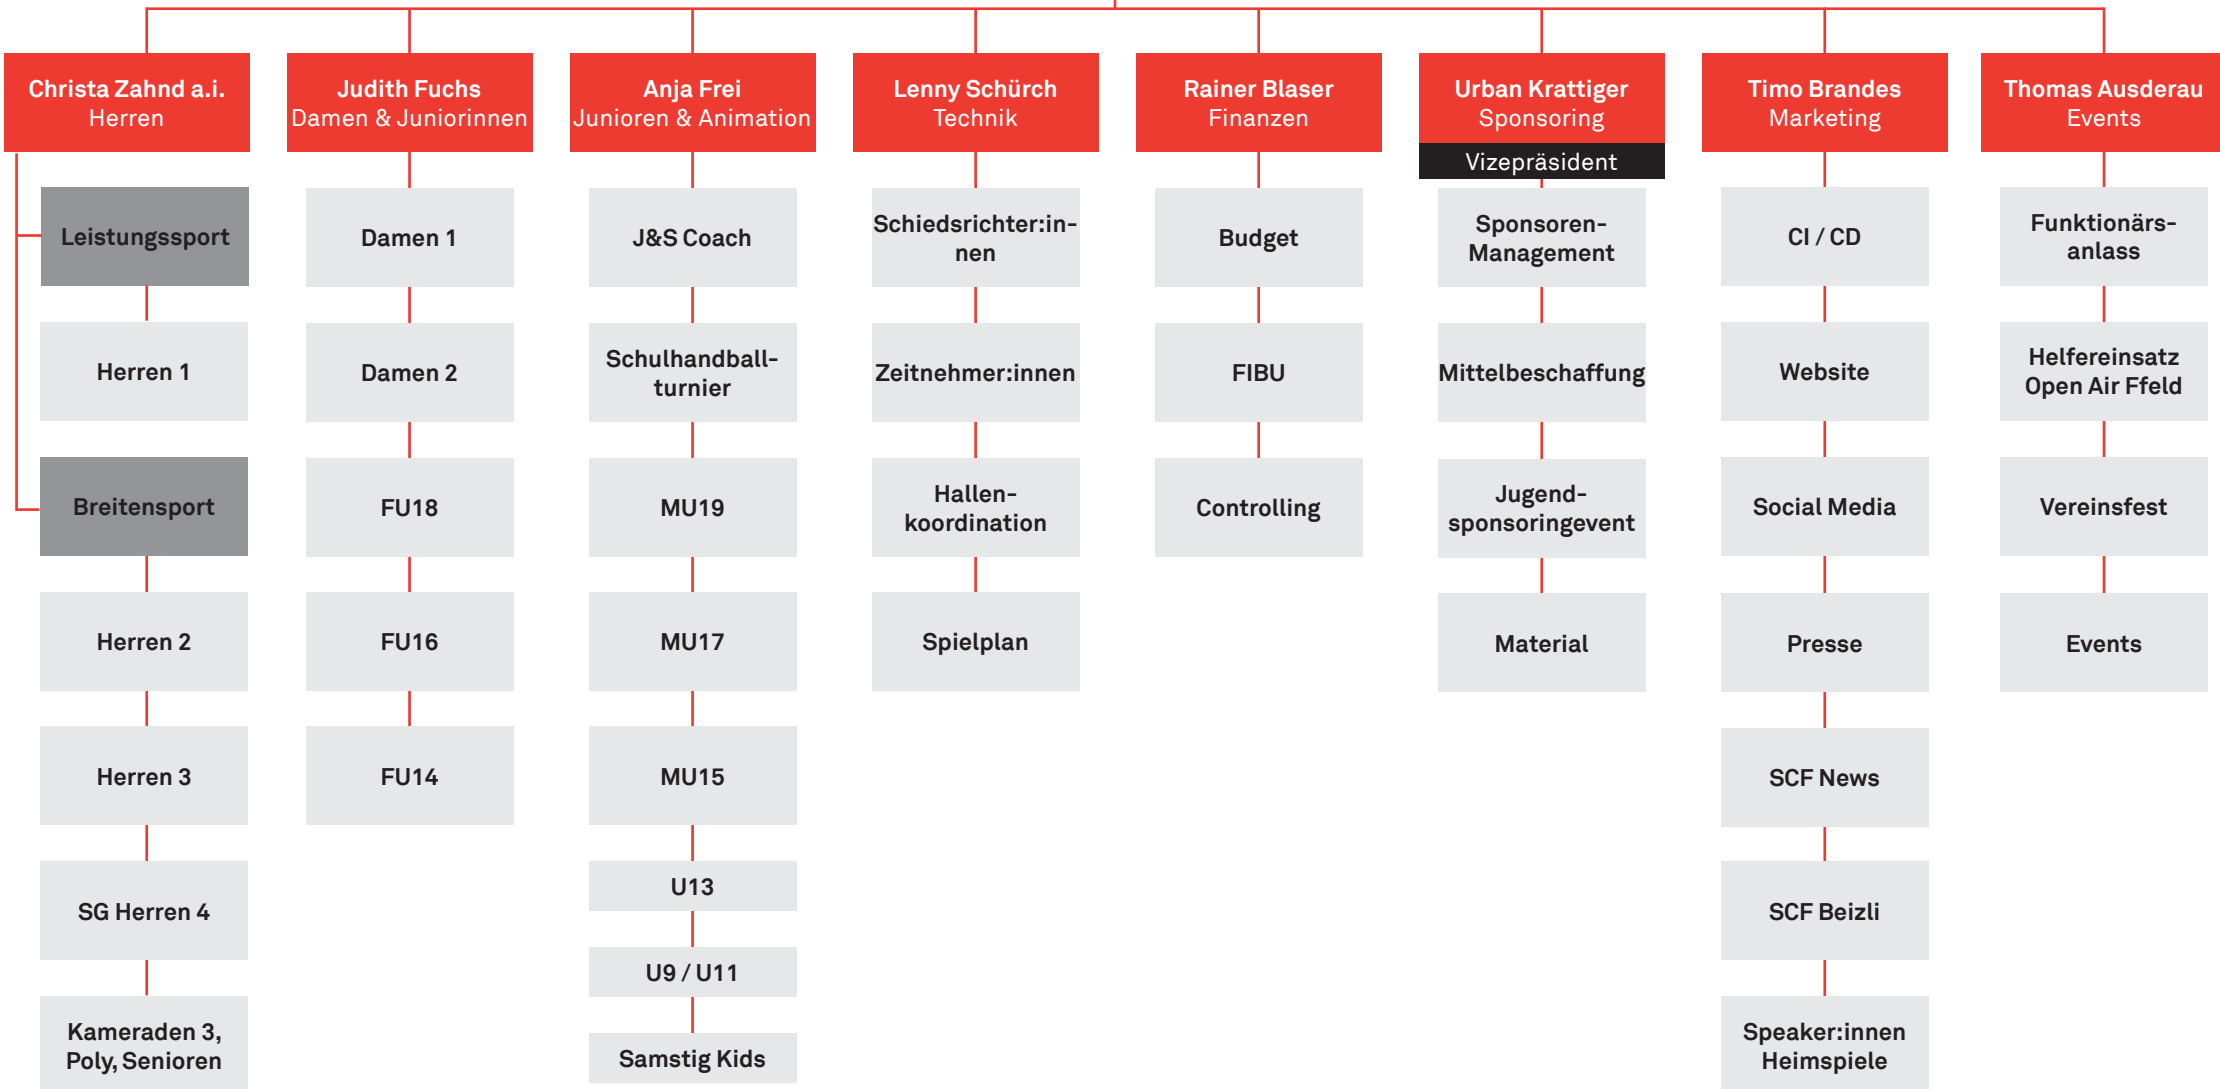 Christa Zahnd a.i.
Herren
Leistungssport
Herren 1
Breitensport
Herren 2
Herren 3
SG Herren 4
Kameraden 3,
Poly, Senioren
Judith Fuchs
Damen & Juniorinnen
Damen 1
Damen 2
FU18
FU16
FU14
Anja Frei
Junioren & Animation
J&S Coach
Schulhandball-
turnier
MU19
MU17
MU15
U13
U9 / U11
Samstig Kids
Lenny Schürch
Technik
Schiedsrichter:in-
nen
Zeitnehmer:innen
Hallen-
koordination
Spielplan
Rainer Blaser
Finanzen
Budget
FIBU
Controlling
Urban Krattiger
Sponsoring
Vizepräsident
Sponsoren-
Management
Mittelbeschaffung
Jugend-
sponsoringevent
Material
Timo Brandes
Marketing
CI / CD
Website
Social Media
Presse
SCF News
SCF Beizli
Speaker:innen
Heimspiele
Thomas Ausderau
Events
Funktionärs-
anlass
Helfereinsatz
Open Air Ffeld
Vereinsfest
Events